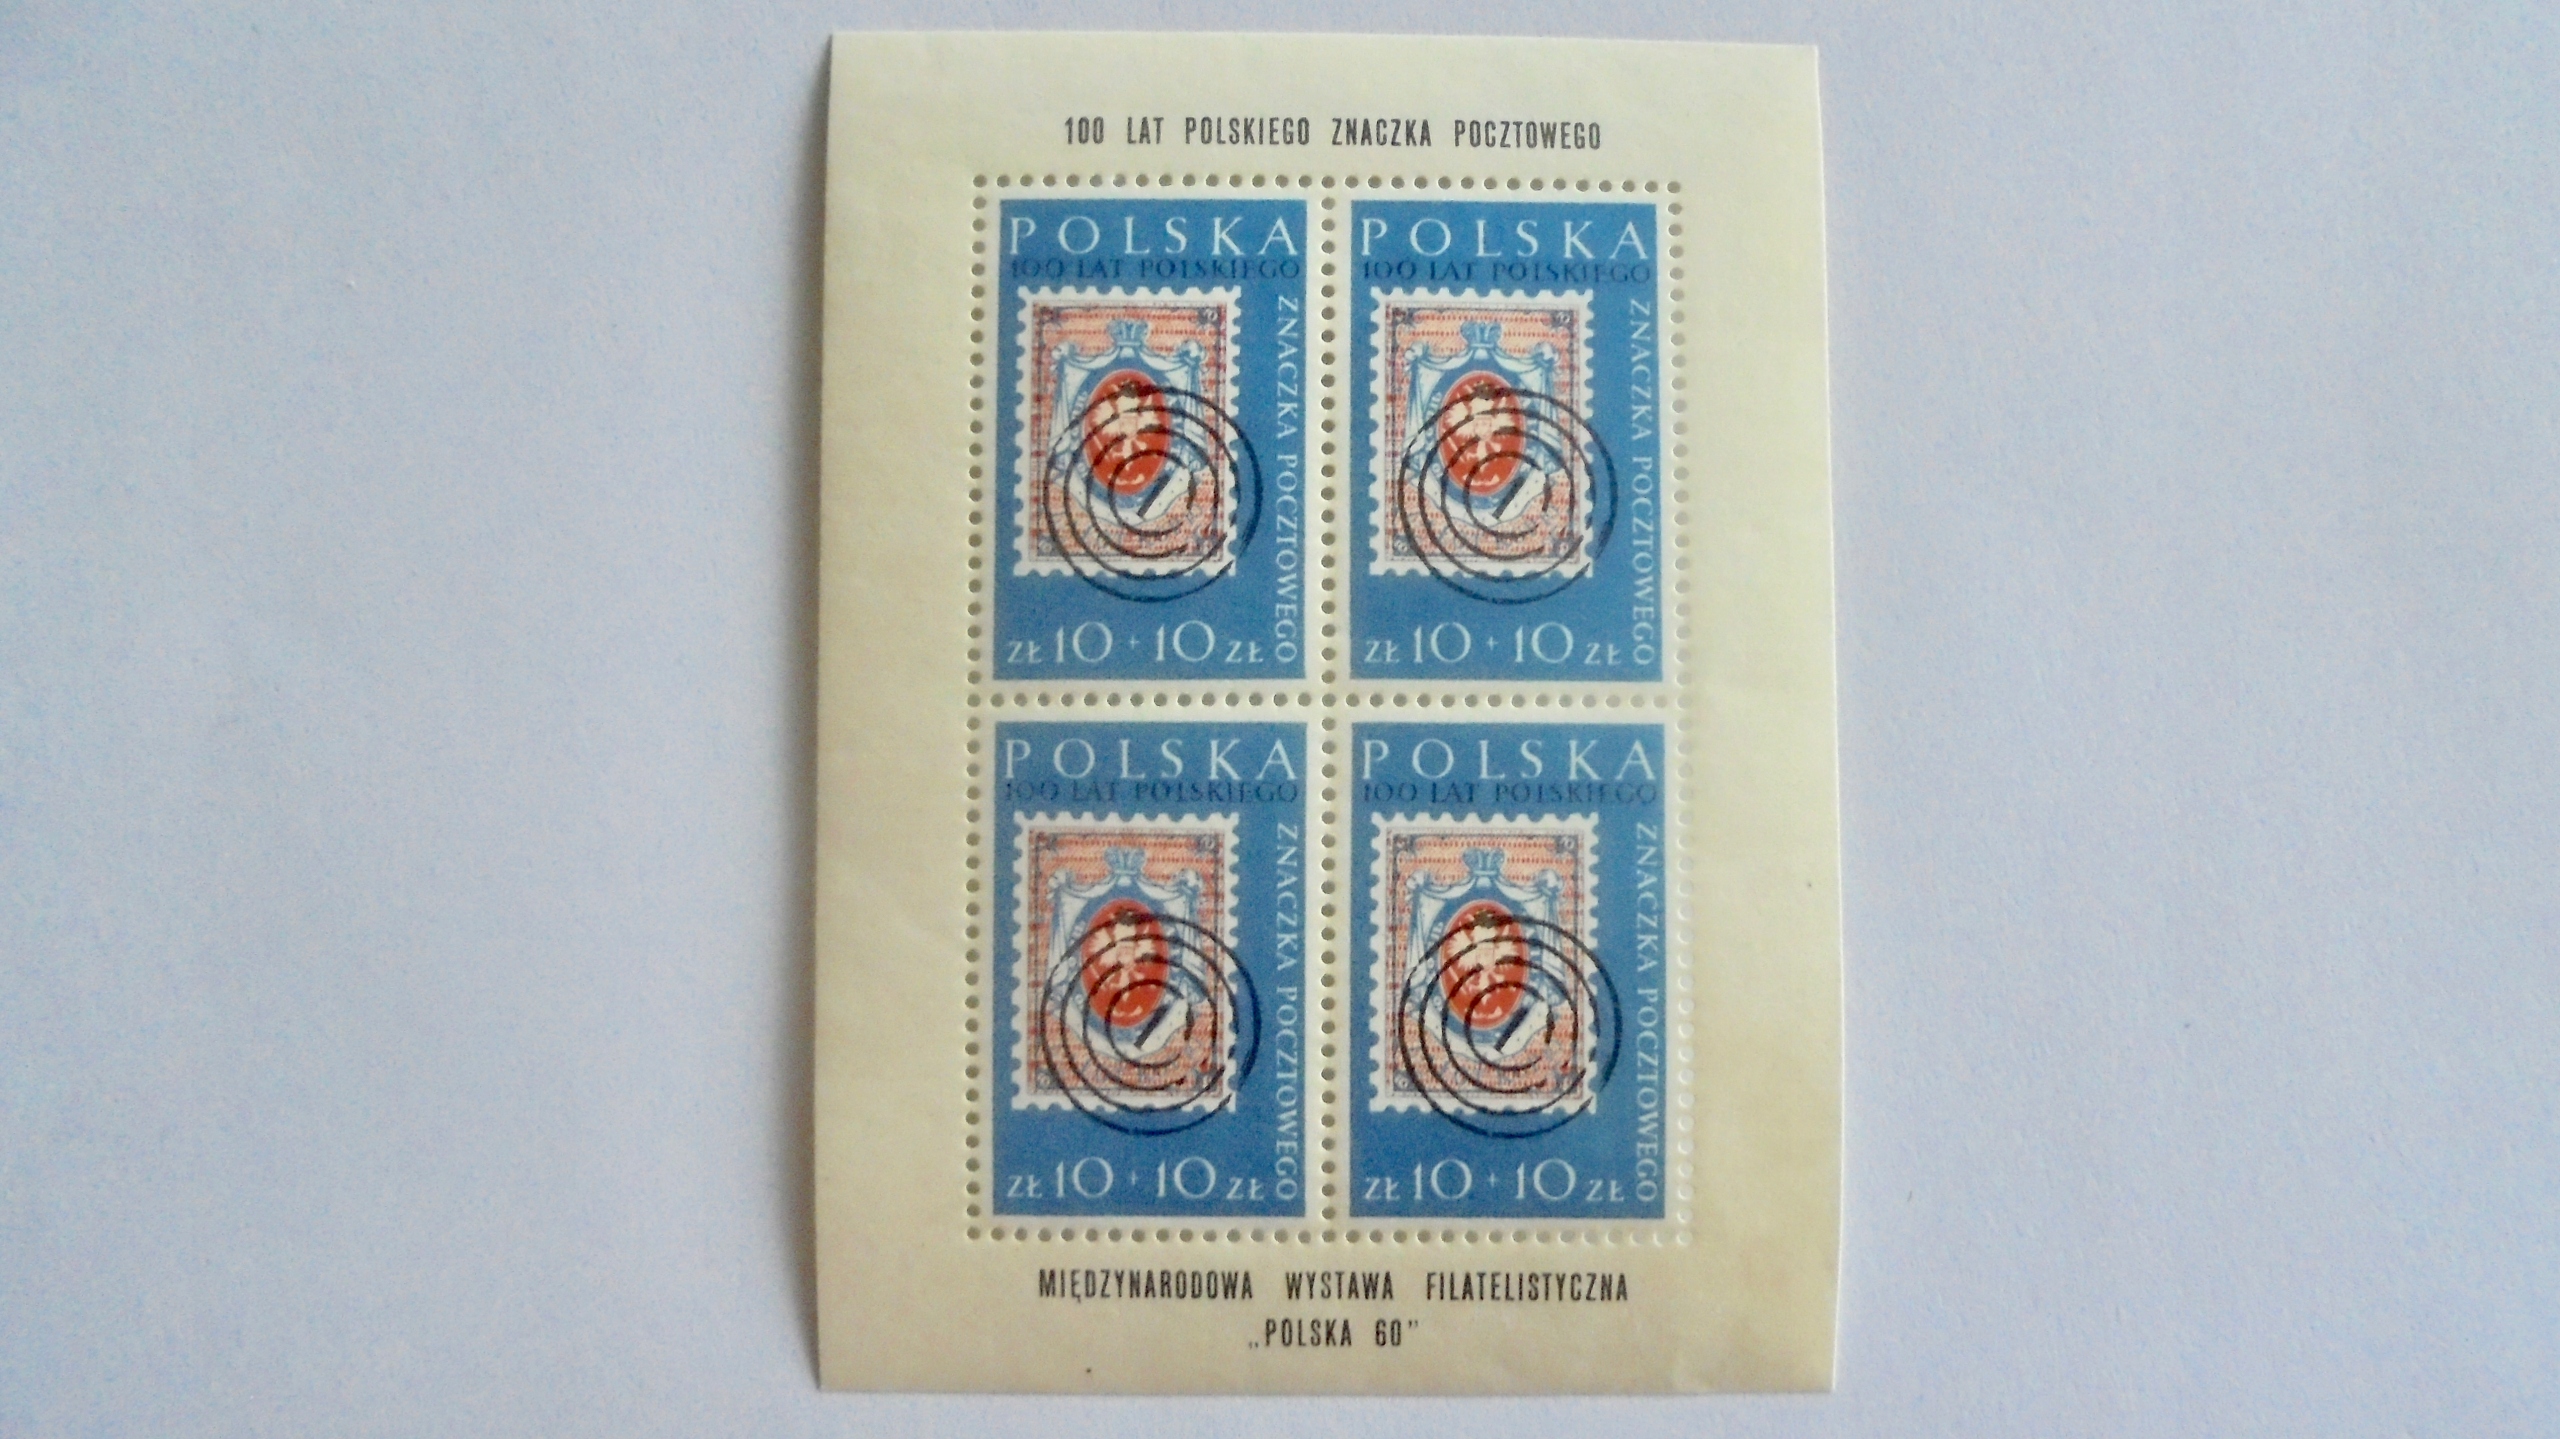 100 LAT POLSKIEGO ZNACZKA POCZTOWEGO
POLSKA
100 LAT POLSKIEGO
ZNACZKA POCZTOWEGO
ZŁ 10 + 10 ZŁ
POLSKA
100 LAT POLSKIEGO
ZNACZKA POCZTOWEGO
ZŁ 10 + 10 ZŁ
POLSKA
100 LAT POLSKIEGO
ZNACZKA POCZTOWEGO
ZŁ 10 + 10 ZŁ
POLSKA
100 LAT POLSKIEGO
ZNACZKA POCZTOWEGO
ZŁ 10 + 10 ZŁ
MIĘDZYNARODOWA WYSTAWA FILATELISTYCZNA
„POLSKA 60”